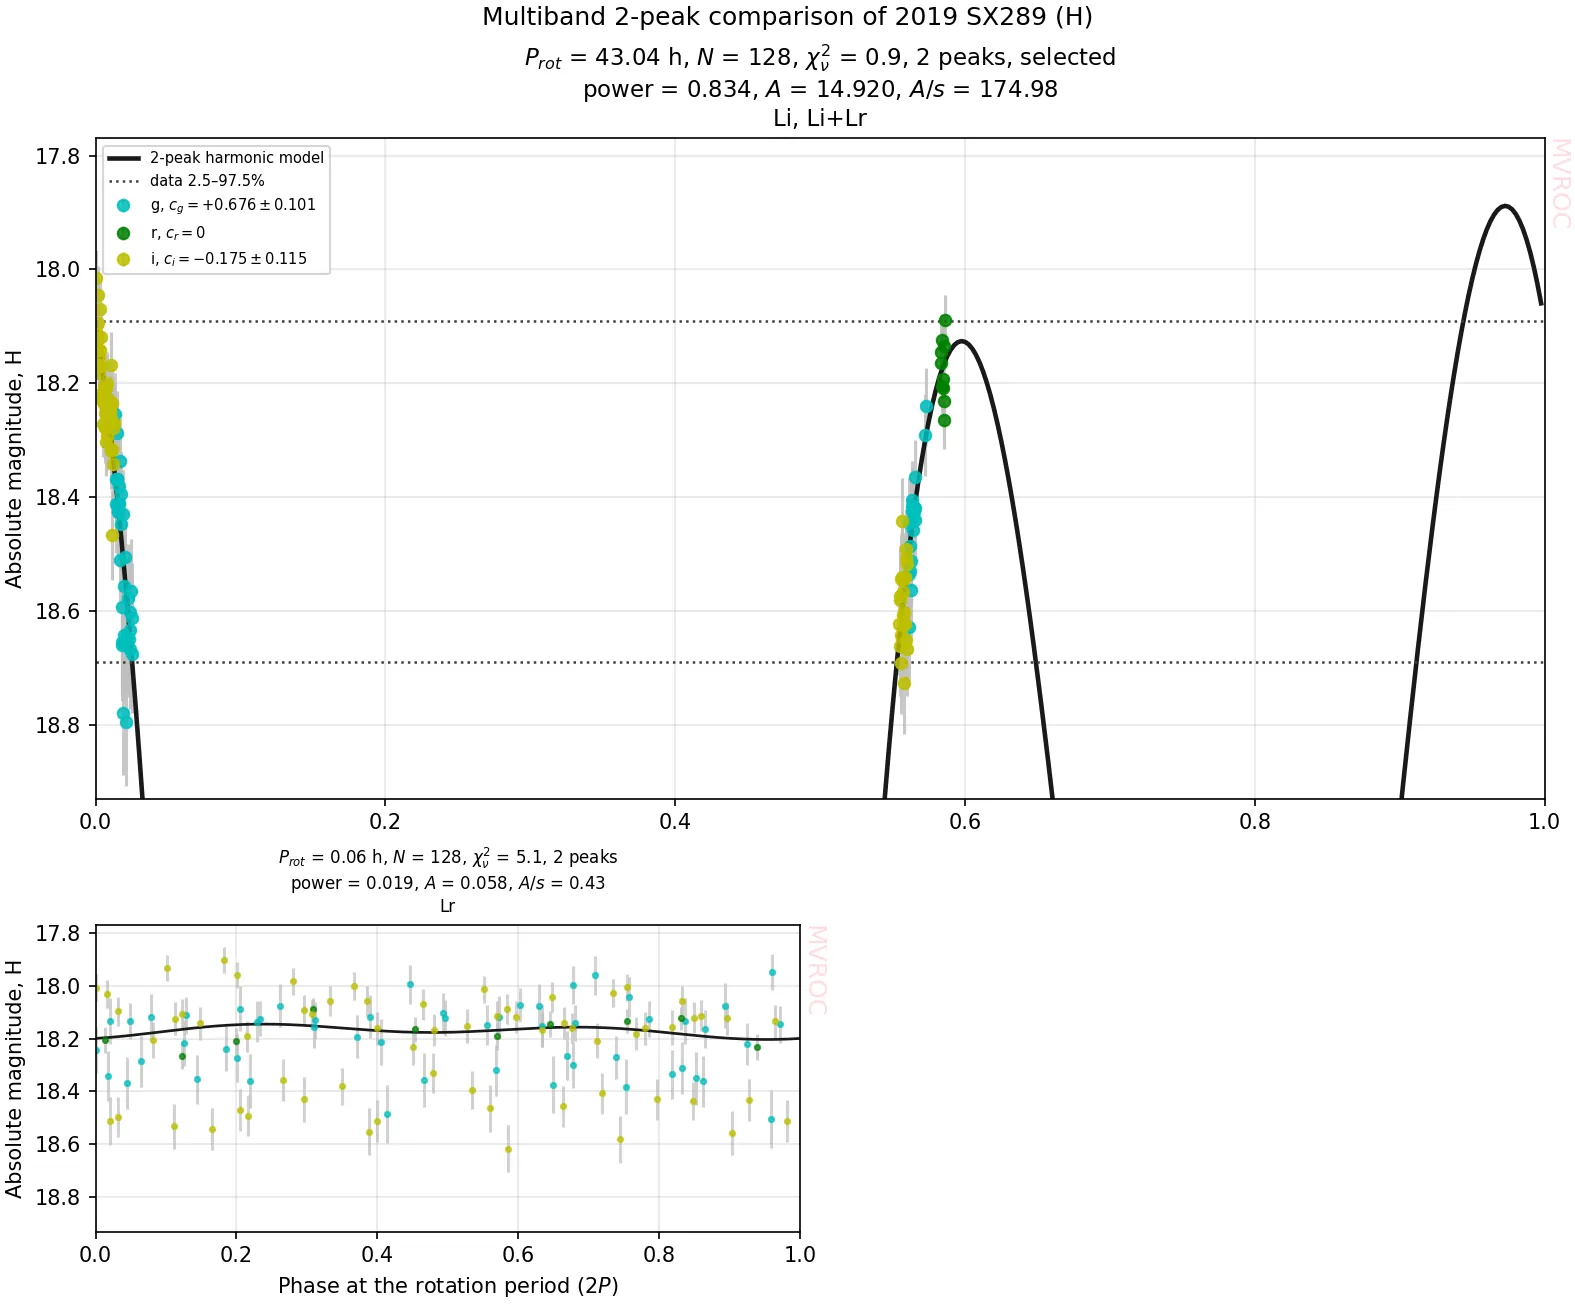 Multiband 2-peak comparison of 2019 SX289 (H)
P_rot = 43.04 h, N = 128, χ²_ν = 0.9, 2 peaks, selected
power = 0.834, A = 14.920, A/s = 174.98
Li, Li+Lr
2-peak harmonic model
data 2.5–97.5%
g, c_g = +0.676 ± 0.101
r, c_r = 0
i, c_i = −0.175 ± 0.115
MVROC
Absolute magnitude, H
17.8
18.0
18.2
18.4
18.6
18.8
0.0 0.2 0.4 0.6 0.8 1.0
P_rot = 0.06 h, N = 128, χ²_ν = 5.1, 2 peaks
power = 0.019, A = 0.058, A/s = 0.43
Lr
MVROC
Absolute magnitude, H
17.8
18.0
18.2
18.4
18.6
18.8
0.0 0.2 0.4 0.6 0.8 1.0
Phase at the rotation period (2P)